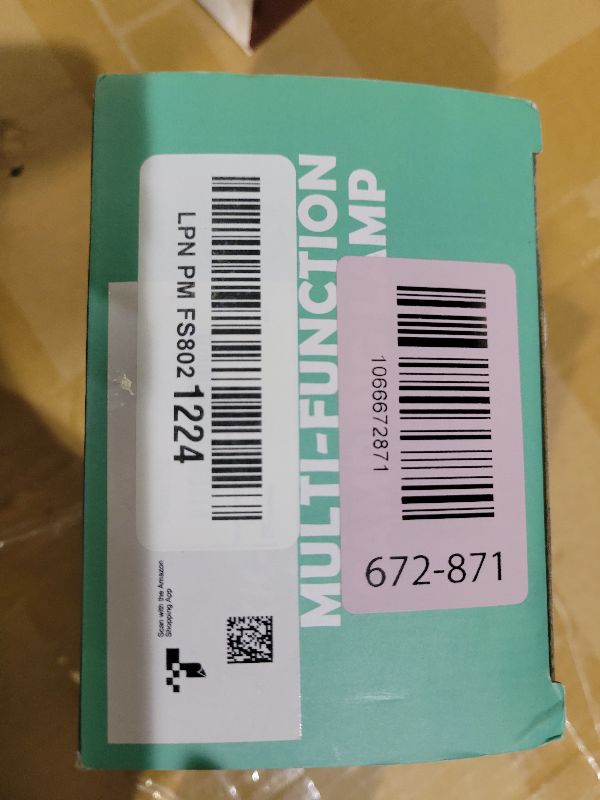 LPN PM FS802 1224
MULTI-FUNCTION
AMP
1066672871
672-871
Scan with the Amazon
Shopping App